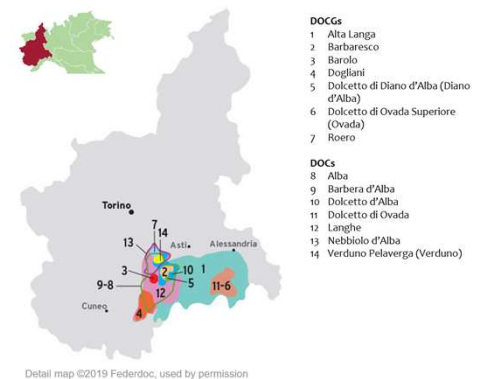 DOCGs
1 Alta Langa
2 Barbaresco
3 Barolo
4 Dogliani
5 Dolcetto di Diano d'Alba (Diano
d'Alba)
6 Dolcetto di Ovada Superiore
(Ovada)
7 Roero
DOCs
8 Alba
9 Barbera d'Alba
10 Dolcetto d'Alba
11 Dolcetto di Ovada
12 Langhe
13 Nebbiolo d'Alba
14 Verduno Pelaverga (Verduno)
Torino
7
14
13
Asti
Alessandria
3
2
10
1
9-8
5
12
11-6
Cuneo
4
Detail map ©2019 Federdoc, used by permission